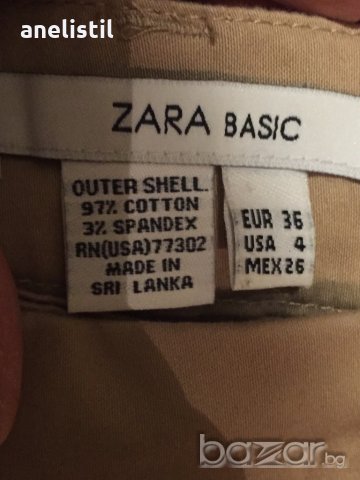 anelistil
ZARA BASIC
OUTER SHELL.
97% COTTON
3% SPANDEX
RN(USA)77302
MADE IN
SRI LANKA
EUR 36
USA 4
MEX 26
bazar.bg